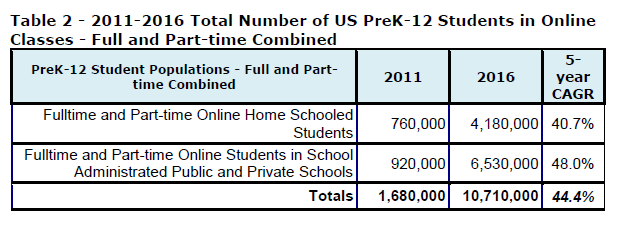 Table 2 - 2011-2016 Total Number of US PreK-12 Students in Online
Classes - Full and Part-time Combined
PreK-12 Student Populations - Full and Part-
time Combined
2011
2016
5-
year
CAGR
Fulltime and Part-time Online Home Schooled
Students
760,000
4,180,000
40.7%
Fulltime and Part-time Online Students in School
Administrated Public and Private Schools
920,000
6,530,000
48.0%
Totals
1,680,000
10,710,000
44.4%